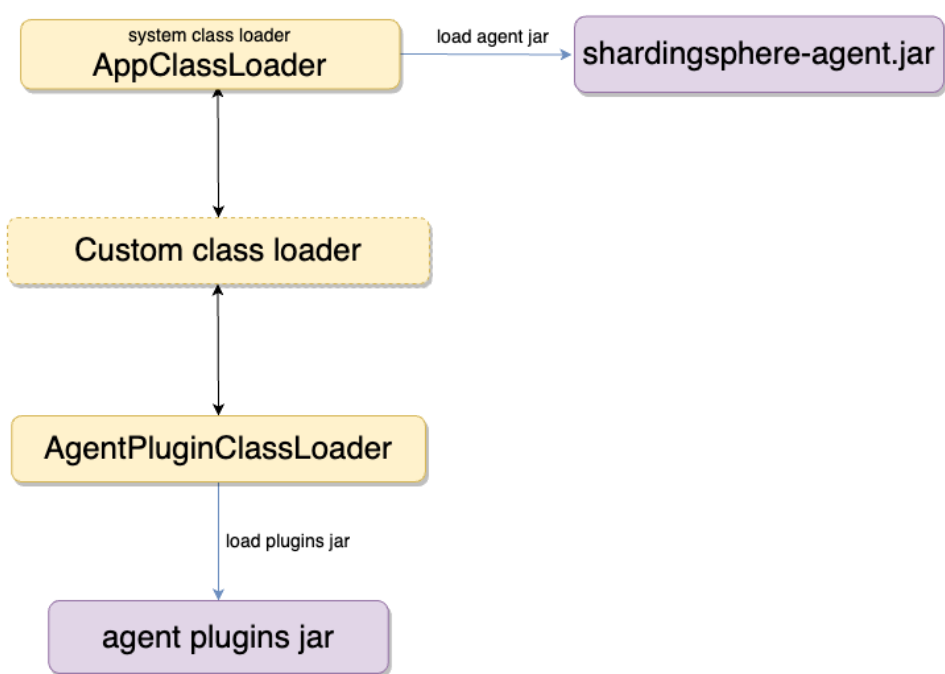 system class loader
AppClassLoader
load agent jar
shardingsphere-agent.jar
Custom class loader
AgentPluginClassLoader
load plugins jar
agent plugins jar